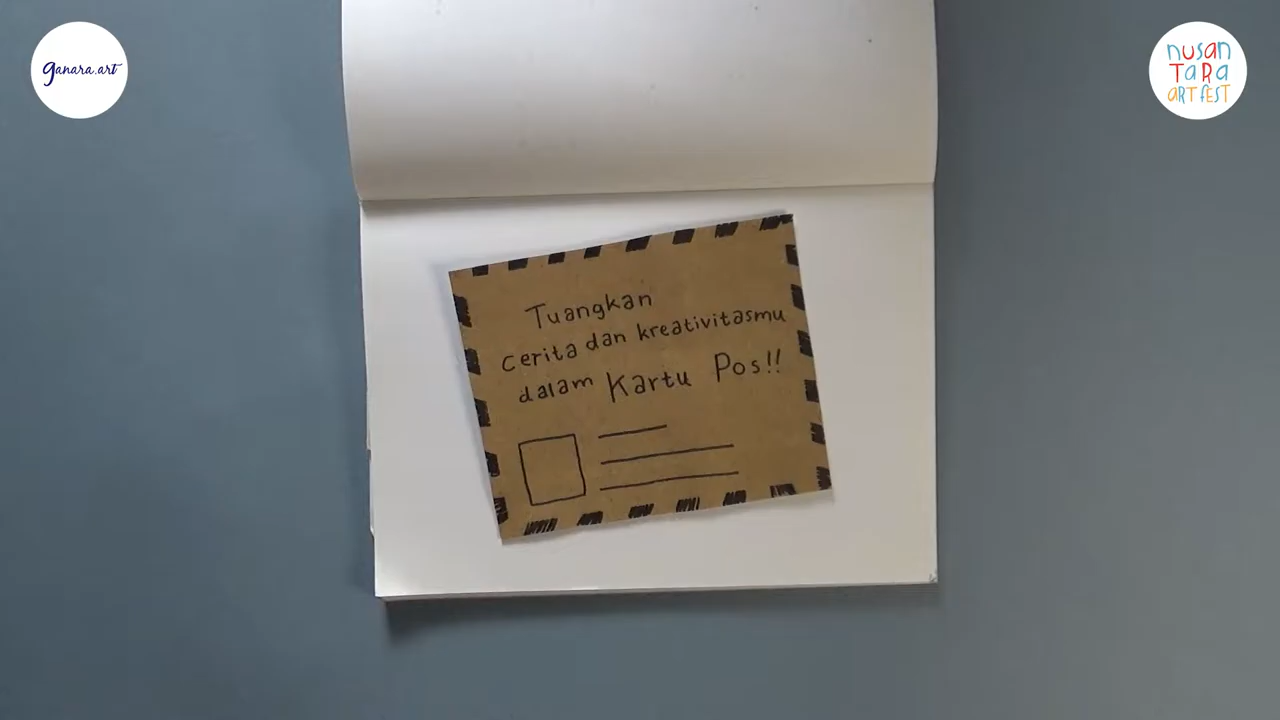 ganara.art
nusan
TaRa
ART fEST
Tuangkan
cerita dan kreativitasmu
dalam Kartu Pos!!